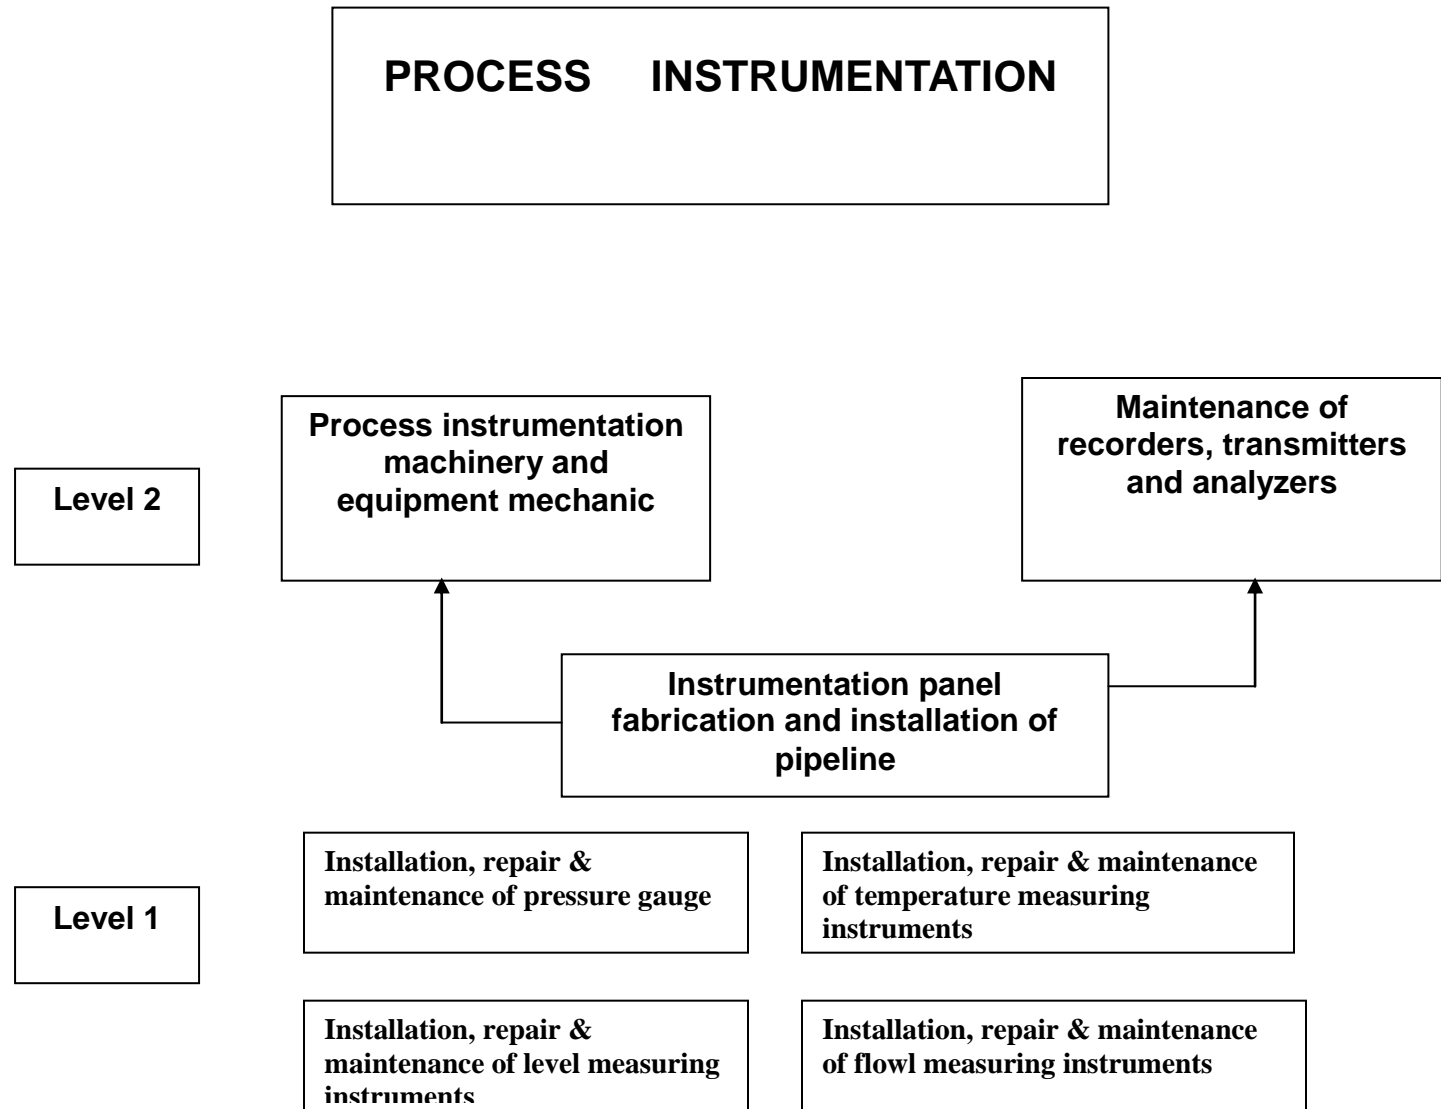 PROCESS INSTRUMENTATION
Process instrumentation
machinery and
equipment mechanic
Maintenance of
recorders, transmitters
and analyzers
Level 2
Instrumentation panel
fabrication and installation of
pipeline
Level 1
Installation, repair &
maintenance of pressure gauge
Installation, repair & maintenance
of temperature measuring
instruments
Installation, repair &
maintenance of level measuring
instruments
Installation, repair & maintenance
of flowl measuring instruments